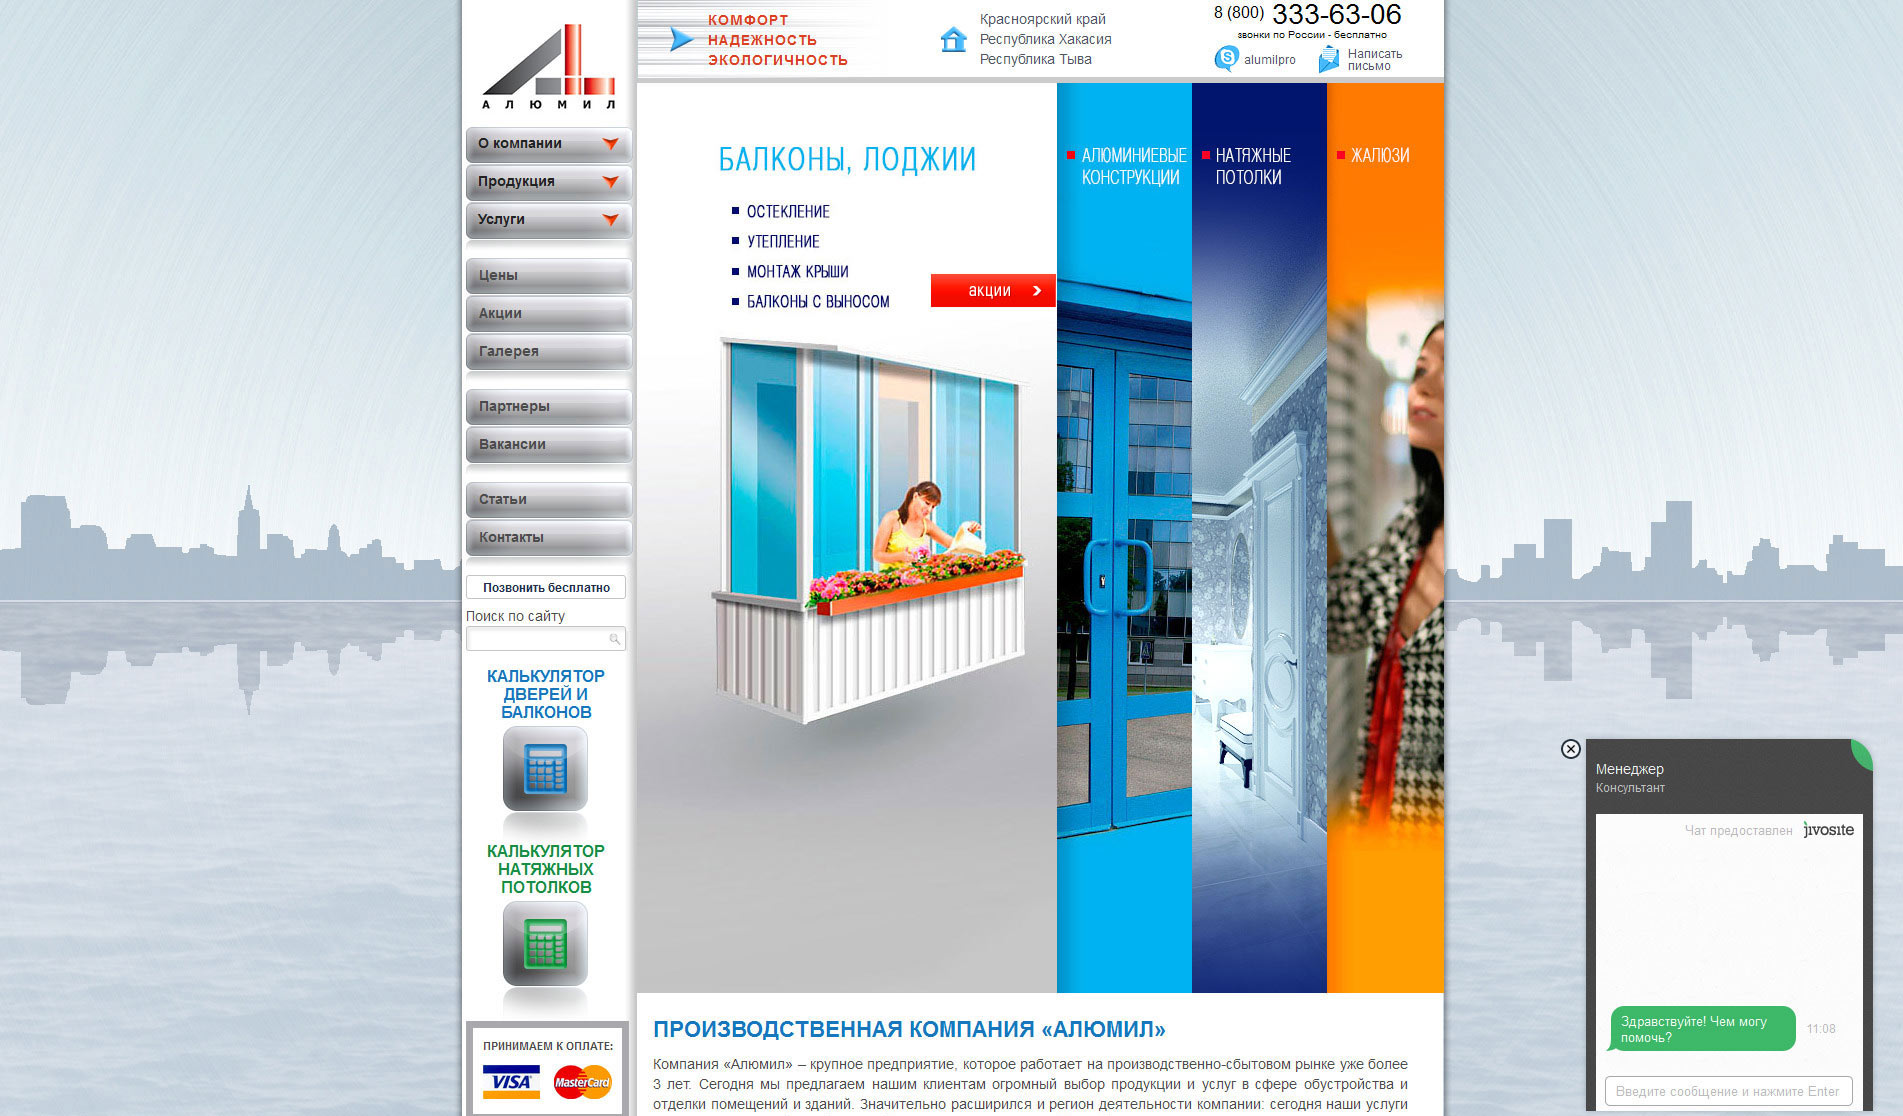 АЛЮМИЛ
О компании
Продукция
Услуги
Цены
Акции
Галерея
Партнеры
Вакансии
Статьи
Контакты
Позвонить бесплатно
Поиск по сайту
КАЛЬКУЛЯТОР
ДВЕРЕЙ И
БАЛКОНОВ
КАЛЬКУЛЯТОР
НАТЯЖНЫХ
ПОТОЛКОВ
ПРИНИМАЕМ К ОПЛАТЕ:
VISA MasterCard
КОМФОРТ
НАДЕЖНОСТЬ
ЭКОЛОГИЧНОСТЬ
Красноярский край
Республика Хакасия
Республика Тыва
8 (800) 333-63-06
звонки по России - бесплатно
alumilpro
Написать
письмо
БАЛКОНЫ, ЛОДЖИИ
ОСТЕКЛЕНИЕ
УТЕПЛЕНИЕ
МОНТАЖ КРЫШИ
БАЛКОНЫ С ВЫНОСОМ
акции
АЛЮМИНИЕВЫЕ
КОНСТРУКЦИИ
НАТЯЖНЫЕ
ПОТОЛКИ
ЖАЛЮЗИ
ПРОИЗВОДСТВЕННАЯ КОМПАНИЯ «АЛЮМИЛ»
Компания «Алюмил» – крупное предприятие, которое работает на производственно-сбытовом рынке уже более
3 лет. Сегодня мы предлагаем нашим клиентам огромный выбор продукции и услуг в сфере обустройства и
отделки помещений и зданий. Значительно расширился и регион деятельности компании: сегодня наши услуги
Менеджер
Консультант
Чат предоставлен jivosite
Здравствуйте! Чем могу
помочь?
11:08
Введите сообщение и нажмите Enter